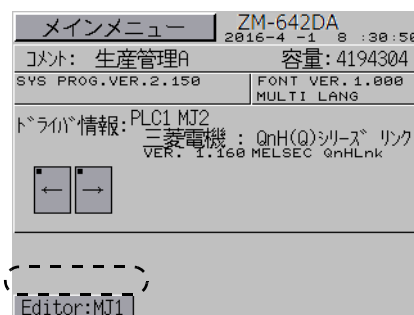 メインメニュー
ZM-642DA
2016-4 -1 8 :30:50
コメント: 生産管理A
容量:4194304
SYS PROG.VER.2.150
FONT VER.1.000
MULTI LANG
ﾄﾞﾗｲﾊﾞ情報:PLC1 MJ2
三菱電機 : QnH(Q)ｼﾘｰｽﾞ ﾘﾝｸ
VER. 1.160 MELSEC QnHLnk
← →
Editor:MJ1